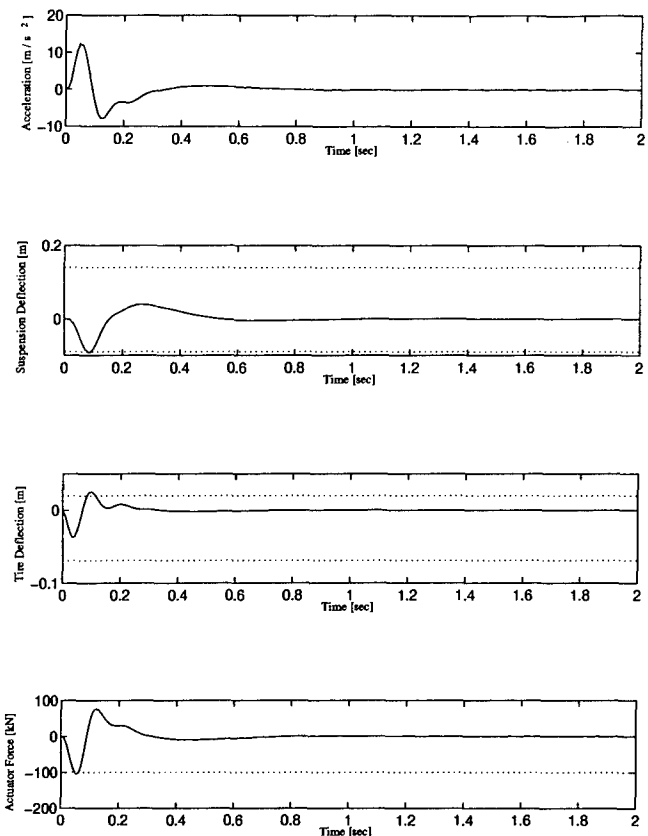 Acceleration [m / s 2 ]
20
10
0
−10
0 0.2 0.4 0.6 0.8 1 1.2 1.4 1.6 1.8 2
Time [sec]
Suspension Deflection [m]
0.2
0
0 0.2 0.4 0.6 0.8 1 1.2 1.4 1.6 1.8 2
Time [sec]
Tire Deflection [m]
0
−0.1
0 0.2 0.4 0.6 0.8 1 1.2 1.4 1.6 1.8 2
Time [sec]
Actuator Force [kN]
100
0
−100
−200
0 0.2 0.4 0.6 0.8 1 1.2 1.4 1.6 1.8 2
Time [sec]